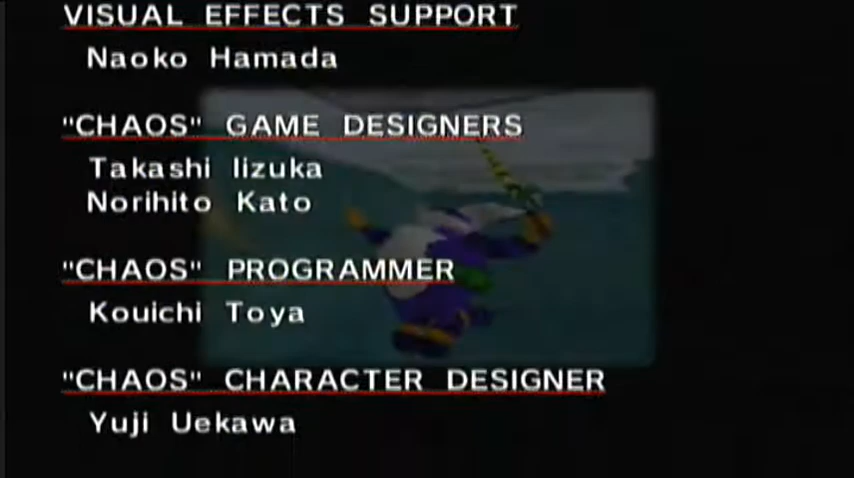 VISUAL EFFECTS SUPPORT
Naoko Hamada
"CHAOS" GAME DESIGNERS
Takashi Iizuka
Norihito Kato
"CHAOS" PROGRAMMER
Kouichi Toya
"CHAOS" CHARACTER DESIGNER
Yuji Uekawa